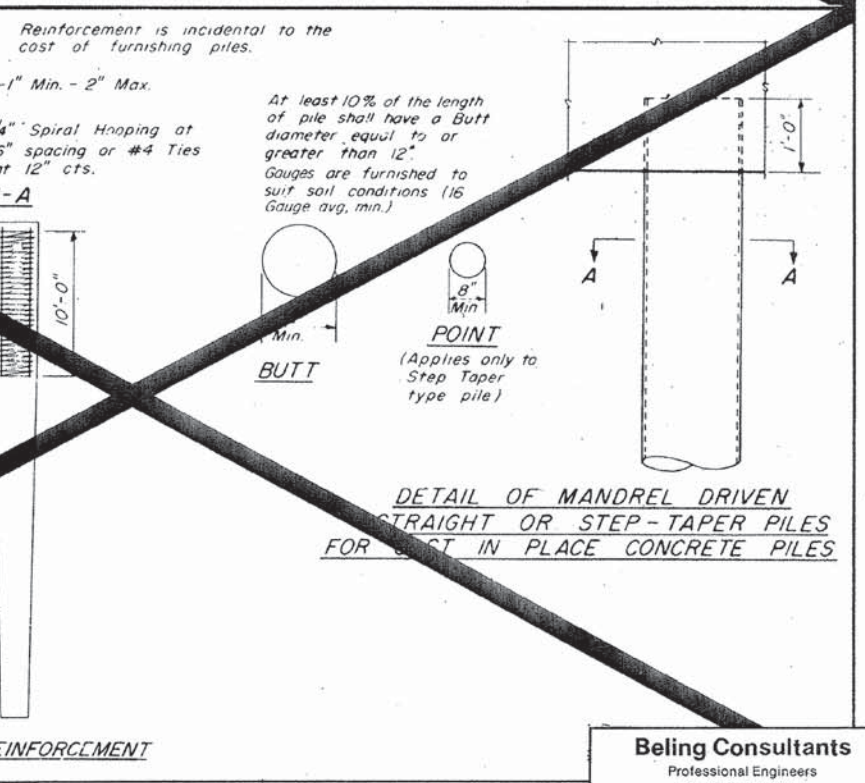 Reinforcement is incidental to the
cost of furnishing piles.
-1" Min. - 2" Max.
4" Spiral Hooping at
6" spacing or #4 Ties
at 12" cts.
-A
At least 10% of the length
of pile shall have a Butt
diameter equal to or
greater than 12".
Gauges are furnished to
suit soil conditions (16
Gauge avg, min.)
10'-0"
Min.
BUTT
8"
Min
POINT
(Applies only to
Step Taper
type pile)
1'-0"
A
A
DETAIL OF MANDREL DRIVEN
STRAIGHT OR STEP-TAPER PILES
FOR CAST IN PLACE CONCRETE PILES
EINFORCEMENT
Beling Consultants
Professional Engineers